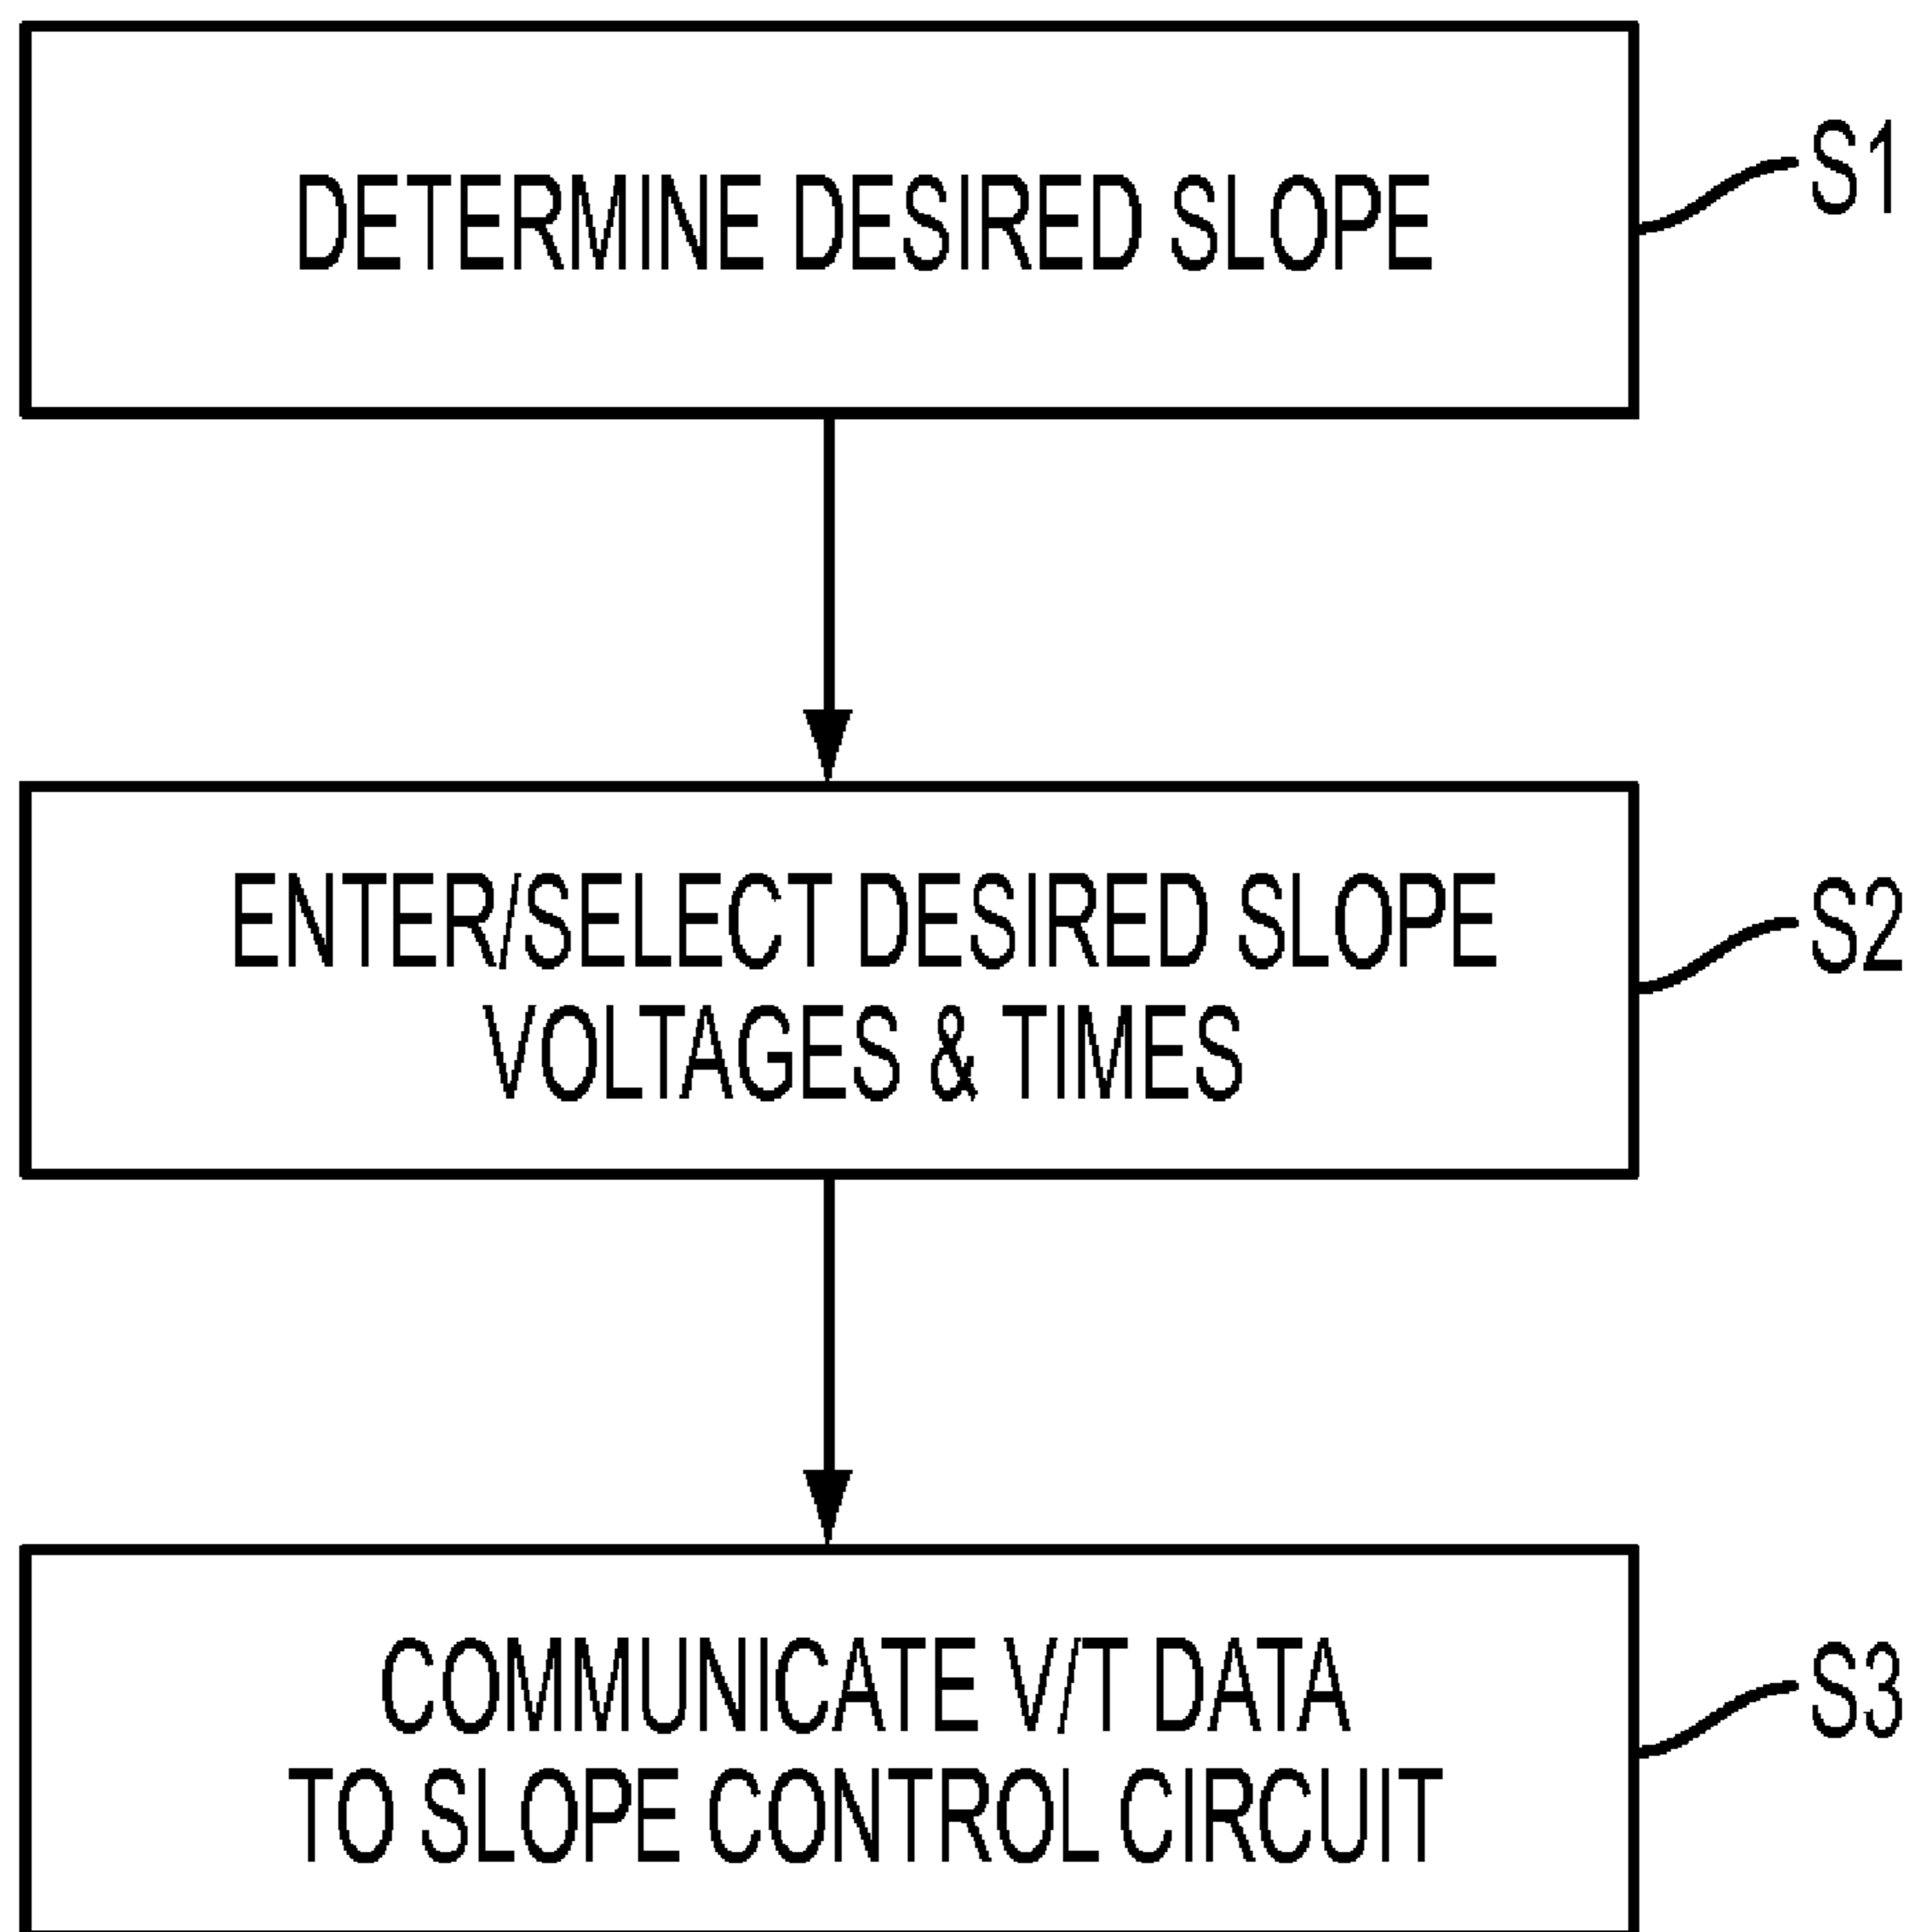 DETERMINE DESIRED SLOPE
S1
ENTER/SELECT DESIRED SLOPE
VOLTAGES & TIMES
S2
COMMUNICATE V/T DATA
TO SLOPE CONTROL CIRCUIT
S3